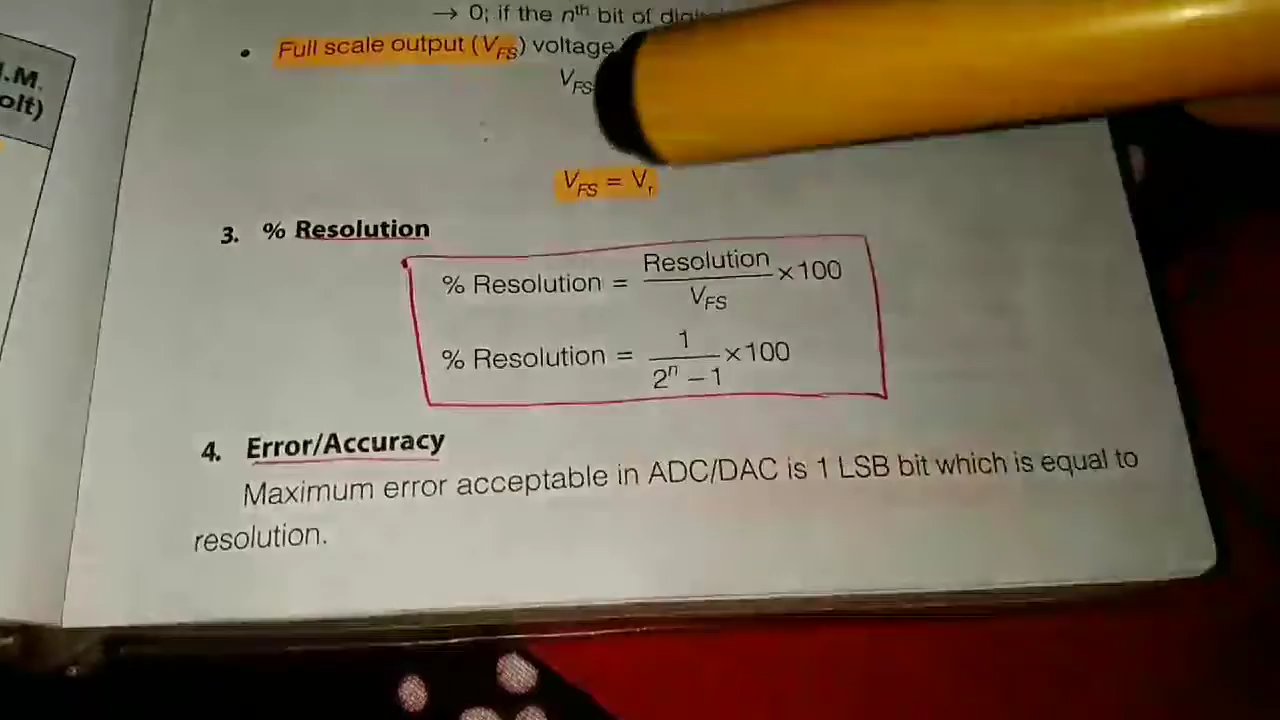 I.M.
olt)
→ 0; if the nth bit of
• Full scale output (VFS) voltage
VFS
VFS = Vr
3. % Resolution
% Resolution = Resolution / VFS × 100
% Resolution = 1 / 2^n – 1 × 100
4. Error/Accuracy
Maximum error acceptable in ADC/DAC is 1 LSB bit which is equal to
resolution.